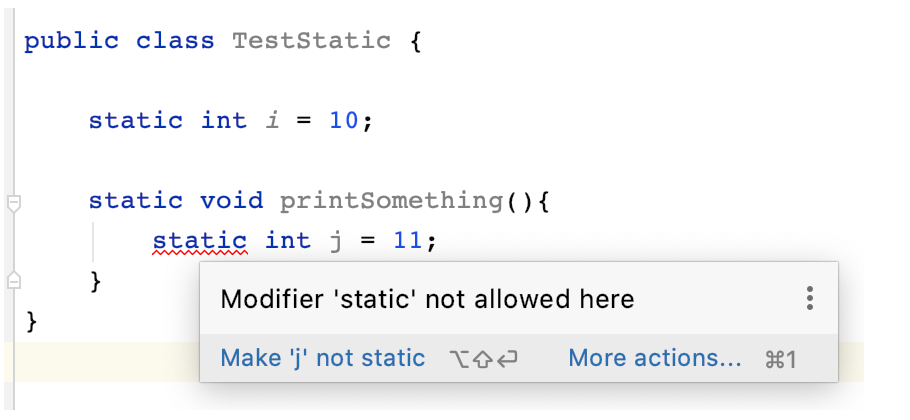 public class TestStatic {
static int i = 10;
static void printSomething(){
static int j = 11;
}
}
Modifier 'static' not allowed here
Make 'j' not static ⌥⇧⏎ More actions... ⌘1